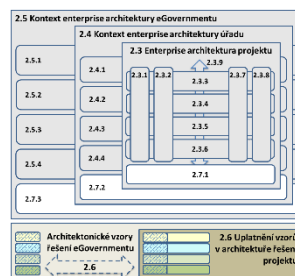 2.5 Kontext enterprise architektury eGovernmentu
2.4 Kontext enterprise architektury úřadu
2.3 Enterprise architektura projektu
2.3.9
2.3.1
2.3.2
2.3.3
2.3.7
2.3.8
2.3.4
2.3.5
2.3.6
2.7.1
2.4.1
2.4.2
2.4.3
2.4.4
2.7.2
2.5.1
2.5.2
2.5.3
2.5.4
2.7.3
Architektonické vzory
řešení eGovernmentu
2.6
2.6 Uplatnění vzorů
v architektuře řešení
projektu